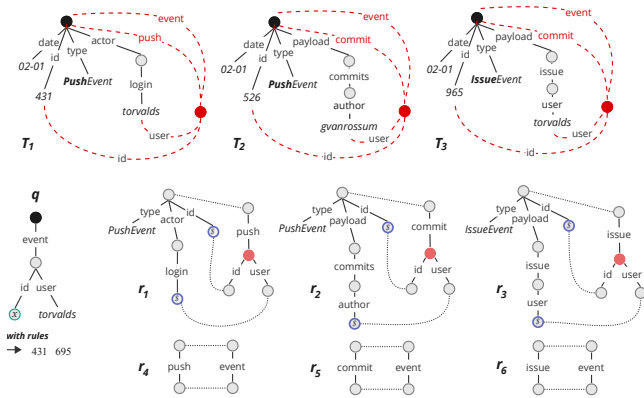 event
date actor push
id type
02-01
PushEvent
431 login
torvalds
user
T1
id
event
date payload commit
id type
02-01
PushEvent
commits
526 author
gvanrossum
user
T2
id
event
date payload commit
id type
02-01
IssueEvent
issue
965 user
torvalds
user
T3
id
q
event
id user
x torvalds
with rules
431 695
type id
actor
PushEvent
s push
login
id user
s
r1
type id
payload
PushEvent
s commit
commits
id user
author
s
r2
type id
payload
IssueEvent
s issue
issue
id user
user
s
r3
push event
r4
commit event
r5
issue event
r6